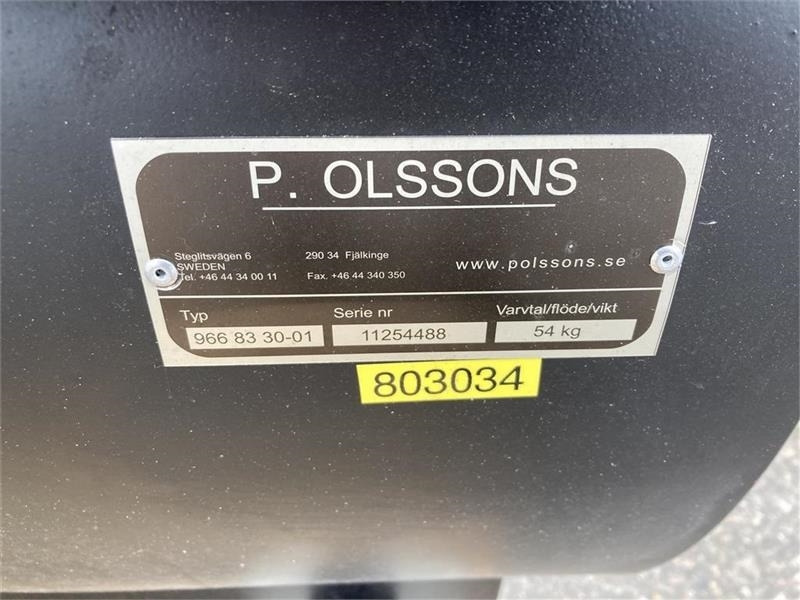 P. OLSSONS
Steglitsvägen 6 290 34 Fjälkinge
SWEDEN
Tel. +46 44 34 00 11 Fax. +46 44 340 350 www.polssons.se
Typ Serie nr Varvtal/flöde/vikt
966 83 30-01 11254488 54 kg
803034